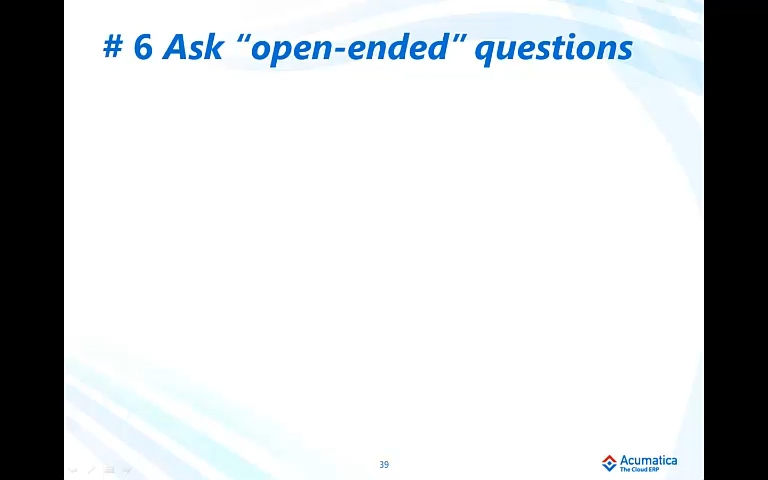 # 6 Ask “open-ended” questions
39
Acumatica
The Cloud ERP